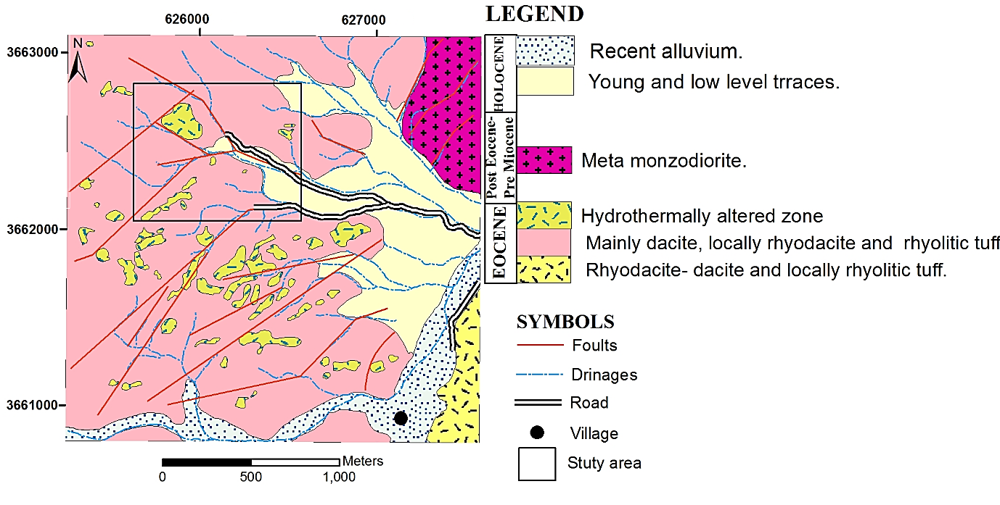 626000
627000
3663000
N
3662000
3661000
Meters
0
500
1,000
LEGEND
HOLOCENE
Post Eocene-
Pre Miocene
EOCENE
Recent alluvium.
Young and low level trraces.
Meta monzodiorite.
Hydrothermally altered zone
Mainly dacite, locally rhyodacite and rhyolitic tuff
Rhyodacite- dacite and locally rhyolitic tuff.
SYMBOLS
Foults
Drinages
Road
Village
Stuty area